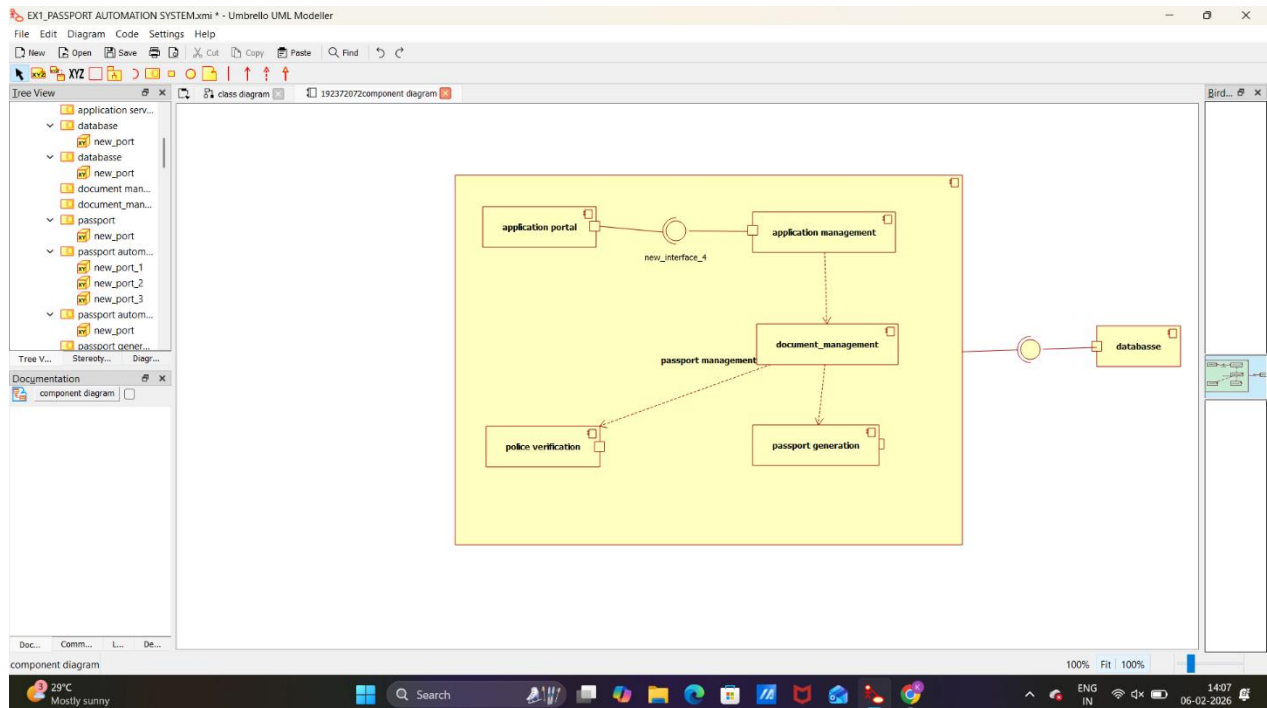 EX1_PASSPORT AUTOMATION SYSTEM.xmi * - Umbrello UML Modeller
File Edit Diagram Code Settings Help
New Open Save Cut Copy Paste Find
XYZ
Tree View
class diagram
192372072component diagram
Bird...
application serv...
database
new_port
databasse
new_port
document man...
document_man...
passport
new_port
passport autom...
new_port_1
new_port_2
new_port_3
passport autom...
new_port
passport gener...
Tree V... Stereoty... Diagr...
Documentation
component diagram
application portal
new_interface_4
application management
document_management
passport management
databasse
police verification
passport generation
Doc... Comm... L... De...
component diagram
100% Fit 100%
3
29°C
Mostly sunny
Search
ENG
IN
14:07
06-02-2026